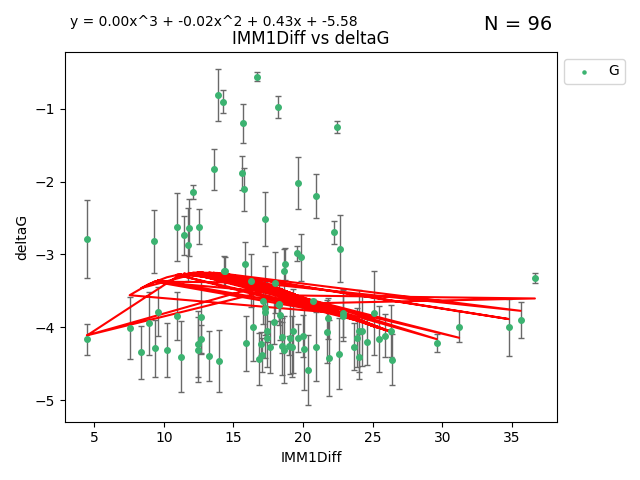 y = 0.00x^3 + -0.02x^2 + 0.43x + -5.58
N = 96
IMM1Diff vs deltaG
G
deltaG
−1
−2
−3
−4
−5
5 10 15 20 25 30 35
IMM1Diff